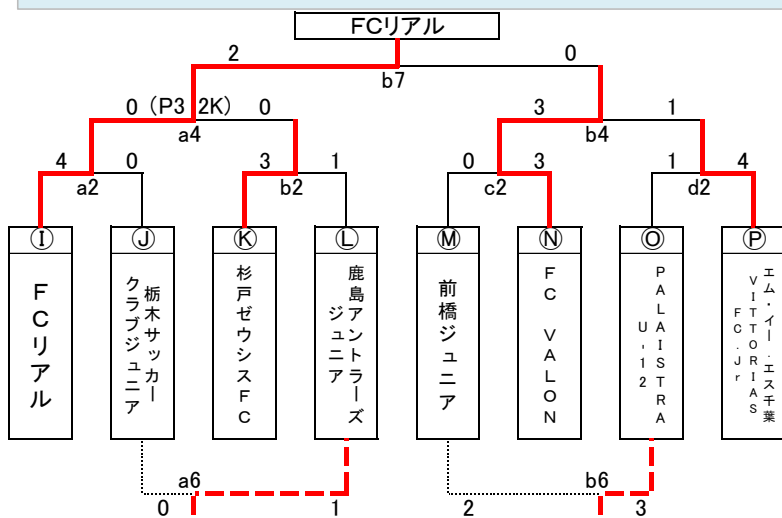 FCリアル
2 0
b7
0 (P3 2K) 0 3 1
a4 b4
4 0 3 1 0 3 1 4
a2 b2 c2 d2
Ⓘ Ⓙ Ⓚ Ⓛ Ⓜ Ⓝ Ⓞ Ⓟ
FCリアル
栃木サッカー
クラブジュニア
杉戸ゼウシスFC
鹿島アントラーズ
ジュニア
前橋ジュニア
FC VALON
PALAISTRA
U-12
エム・イー.エス千葉
VITTORIAS
FC.Jr
a6 b6
0 1 2 3